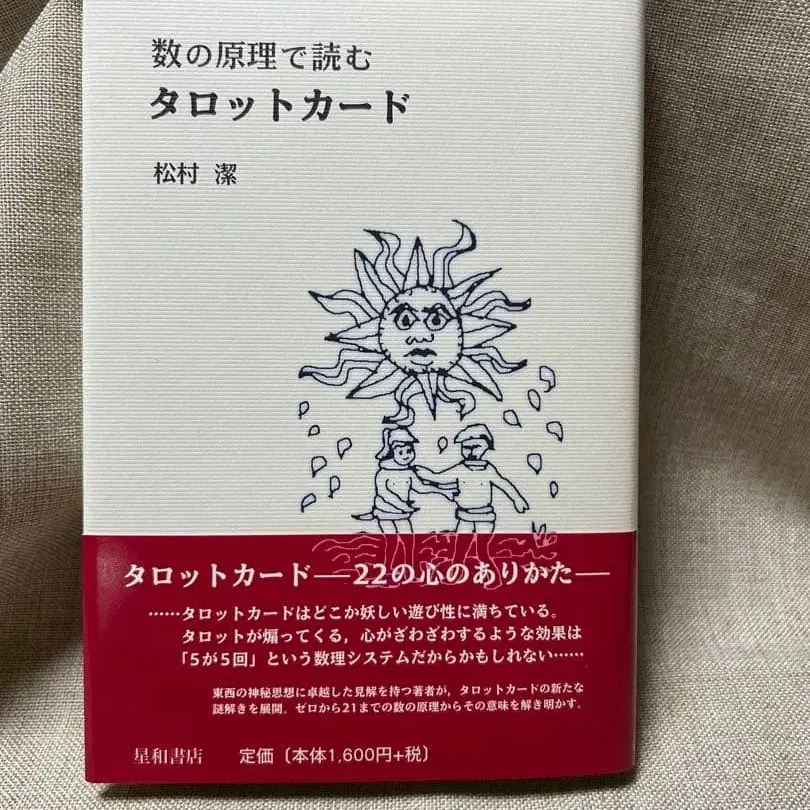 数の原理で読む
タロットカード
松村 潔
タロットカード―22の心のありかた―
……タロットカードはどこか妖しい遊び性に満ちている。
タロットが煽ってくる,心がざわざわするような効果は
「5が5回」という数理システムだからかもしれない……
東西の神秘思想に卓越した見解を持つ著者が,タロットカードの新たな
謎解きを展開。ゼロから21までの数の原理からその意味を解き明かす。
星和書店 定価〔本体1,600円+税〕